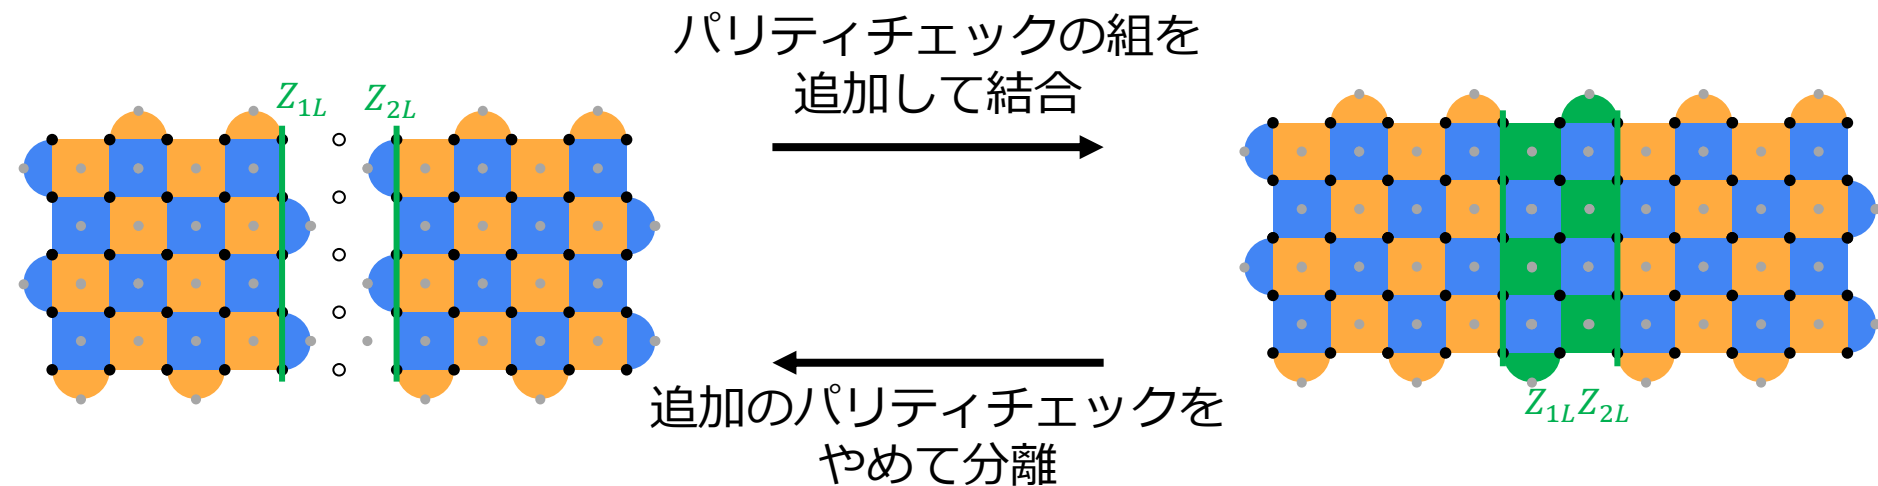 パリティチェックの組を
追加して結合
Z1L
Z2L
追加のパリティチェックを
やめて分離
Z1LZ2L